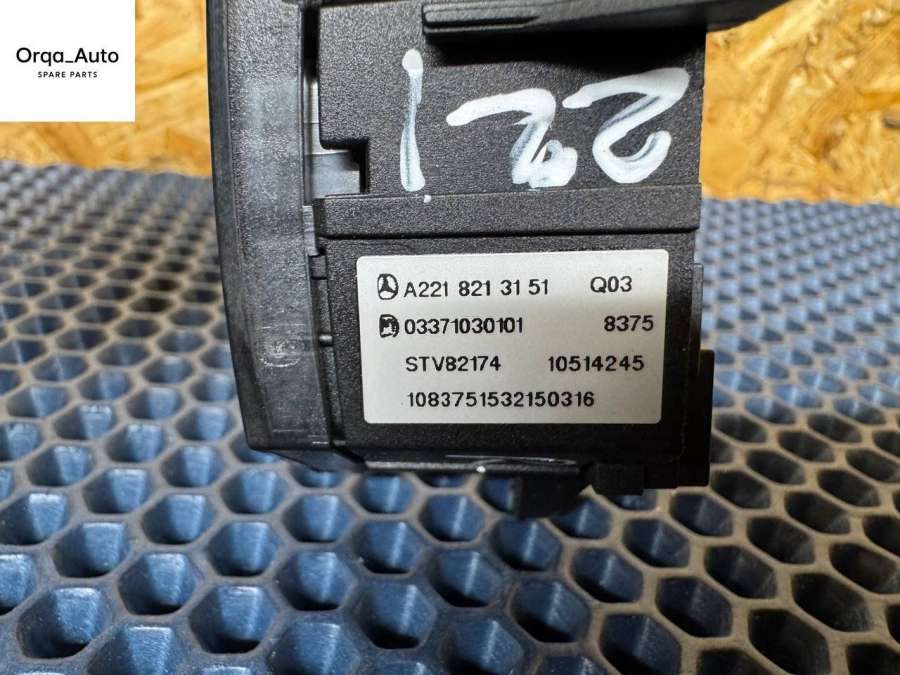 Orqa_Auto
SPARE PARTS
221
A221 821 31 51 Q03
03371030101 8375
STV82174 10514245
1083751532150316